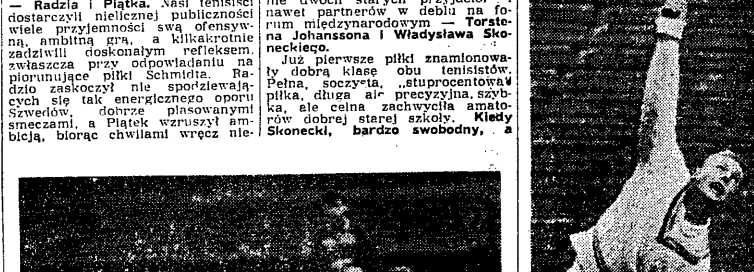 — Radzia i Piątka. Nasi tenisiści
dostarczyli nielicznej publiczności
wiele przyjemności swą ofensyw-
ną, ambitną grą, a kilkakrotnie
zadziwili doskonałym refleksem,
zwłaszcza przy odpowiadaniu na
piorunujące piłki Schmidta. Ra-
dzio zaskoczył nie spodziewają-
cych się tak energicznego oporu
Szwedów, dobrze plasowanymi
smeczami, a Piątek wzruszył am-
bicją, biorąc chwilami wręcz nie-
nawet partnerów w deblu na fo-
rum międzynarodowym — Torste-
na Johanssona i Władysława Sko-
neckiego.
Już pierwsze piłki znamionowa-
ły dobrą klasę obu tenisistów.
Pełna, soczysta, „stuprocentowa"
piłka, długa ale precyzyjna, szyb-
ka, ale celna zachwyciła amato-
rów dobrej starej szkoły. Kiedy
Skonecki, bardzo swobodny, a